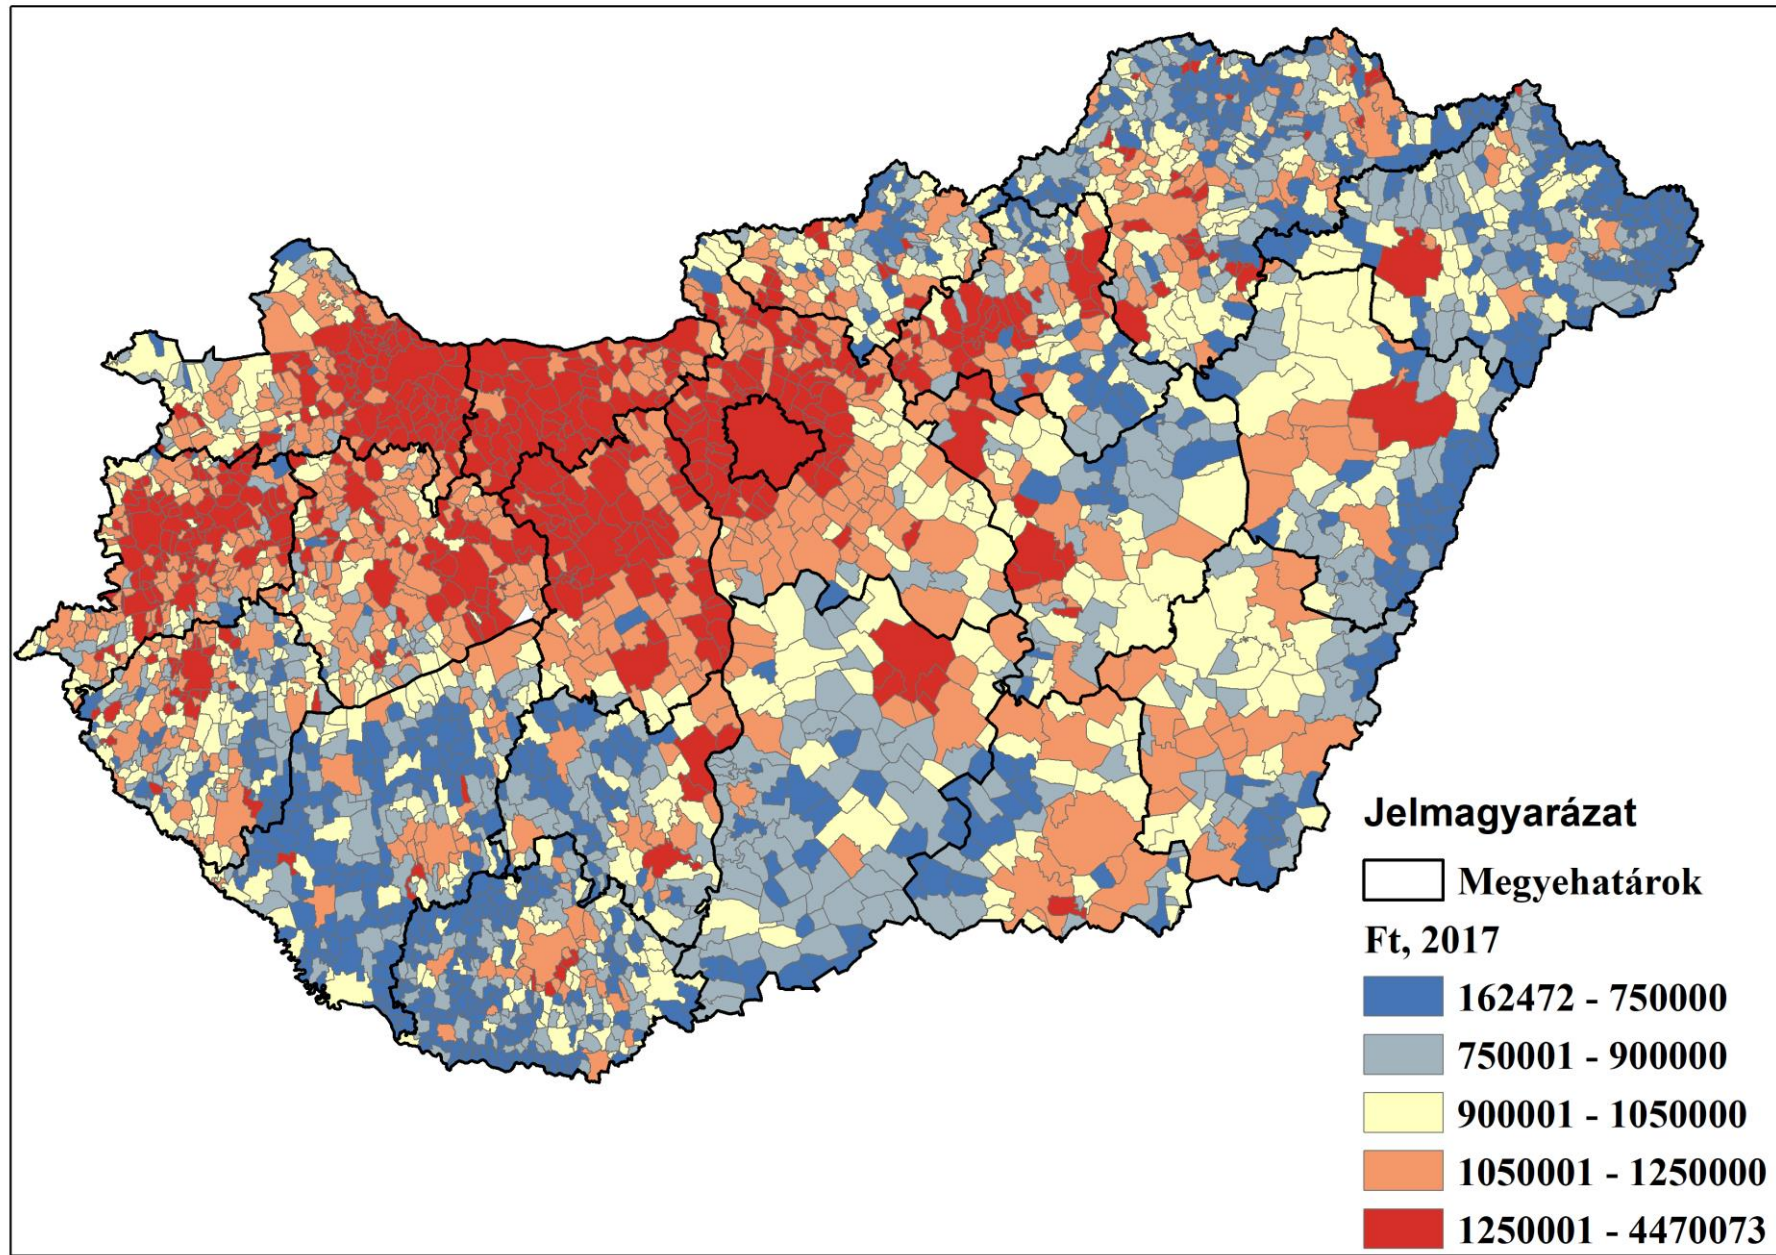 Jelmagyarázat
Megyehatárok
Ft, 2017
162472 - 750000
750001 - 900000
900001 - 1050000
1050001 - 1250000
1250001 - 4470073